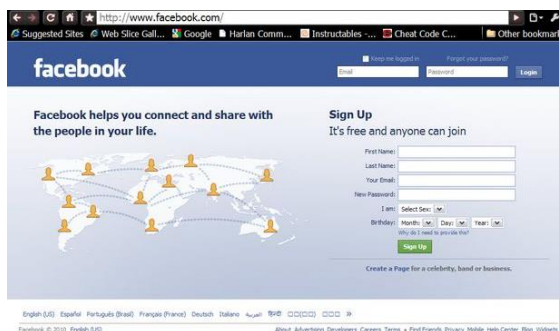 http://www.facebook.com/
Suggested Sites Web Slice Gall... Google Harlan Comm... Instructables -... Cheat Code C... Other bookmark
facebook
Keep me logged in Forgot your password?
Email Password Login
Facebook helps you connect and share with
the people in your life.
Sign Up
It's free and anyone can join
First Name:
Last Name:
Your Email:
New Password:
I am: Select Sex:
Birthday: Month: Day: Year:
Why do I need to provide this?
Sign Up
Create a Page for a celebrity, band or business.
English (US) Español Português (Brasil) Français (France) Deutsch Italiano العربية हिन्दी »
Facebook © 2010 English (US) About Advertising Developers Careers Terms • Find Friends Privacy Mobile Help Center Blog Widgets